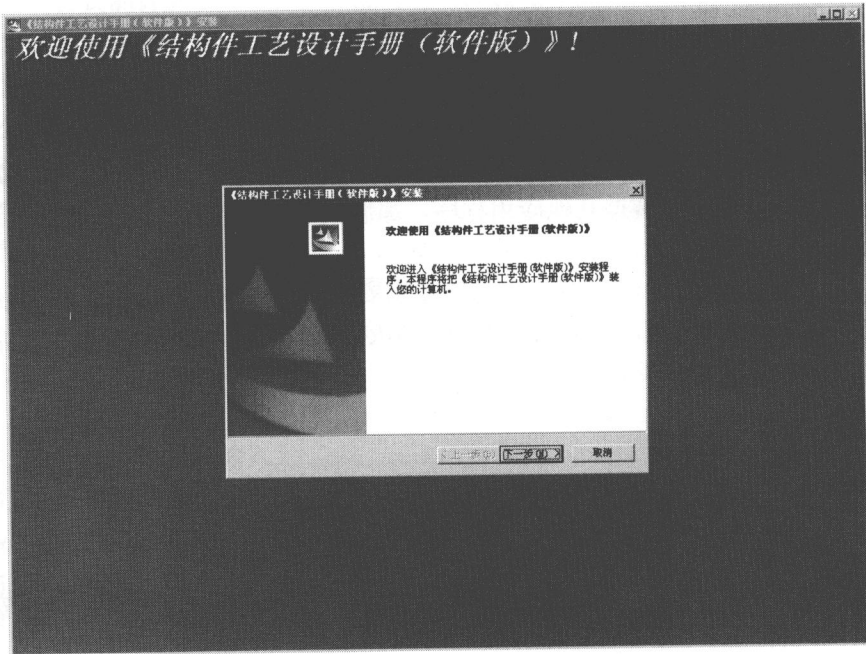 《结构件工艺设计手册(软件版)》安装
欢迎使用《结构件工艺设计手册(软件版)》!
《结构件工艺设计手册(软件版)》安装
欢迎使用《结构件工艺设计手册(软件版)》
欢迎进入《结构件工艺设计手册(软件版)》安装程
序,本程序将把《结构件工艺设计手册(软件版)》装
入您的计算机。
<上一步(B) 下一步(N) > 取消